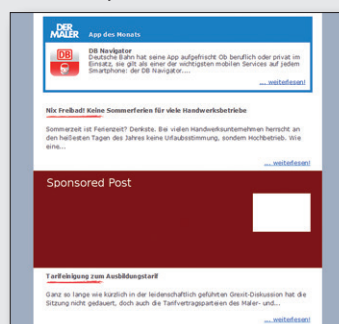 DER
MALER App des Monats
DB
DB Navigator
Deutsche Bahn hat seine App aufgefrischt Ob beruflich oder privat im
Einsatz, sie gilt als einer der wichtigsten mobilen Services auf jedem
Smartphone: der DB Navigator....
... weiterlesen!
Nix Freibad! Keine Sommerferien für viele Handwerksbetriebe
Sommerzeit ist Ferienzeit? Denkste. Bei vielen Handwerksunternehmen herrscht an
den heißesten Tagen des Jahres keine Urlaubsstimmung, sondern Hochbetrieb. Wie
eine...
... weiterlesen!
Sponsored Post
Tarifeinigung zum Ausbildungstarif
Ganz so lange wie kürzlich in der leidenschaftlich geführten Grexit-Diskussion hat die
Sitzung nicht gedauert, doch auch die Tarifvertragsparteien des Maler- und...
... weiterlesen!